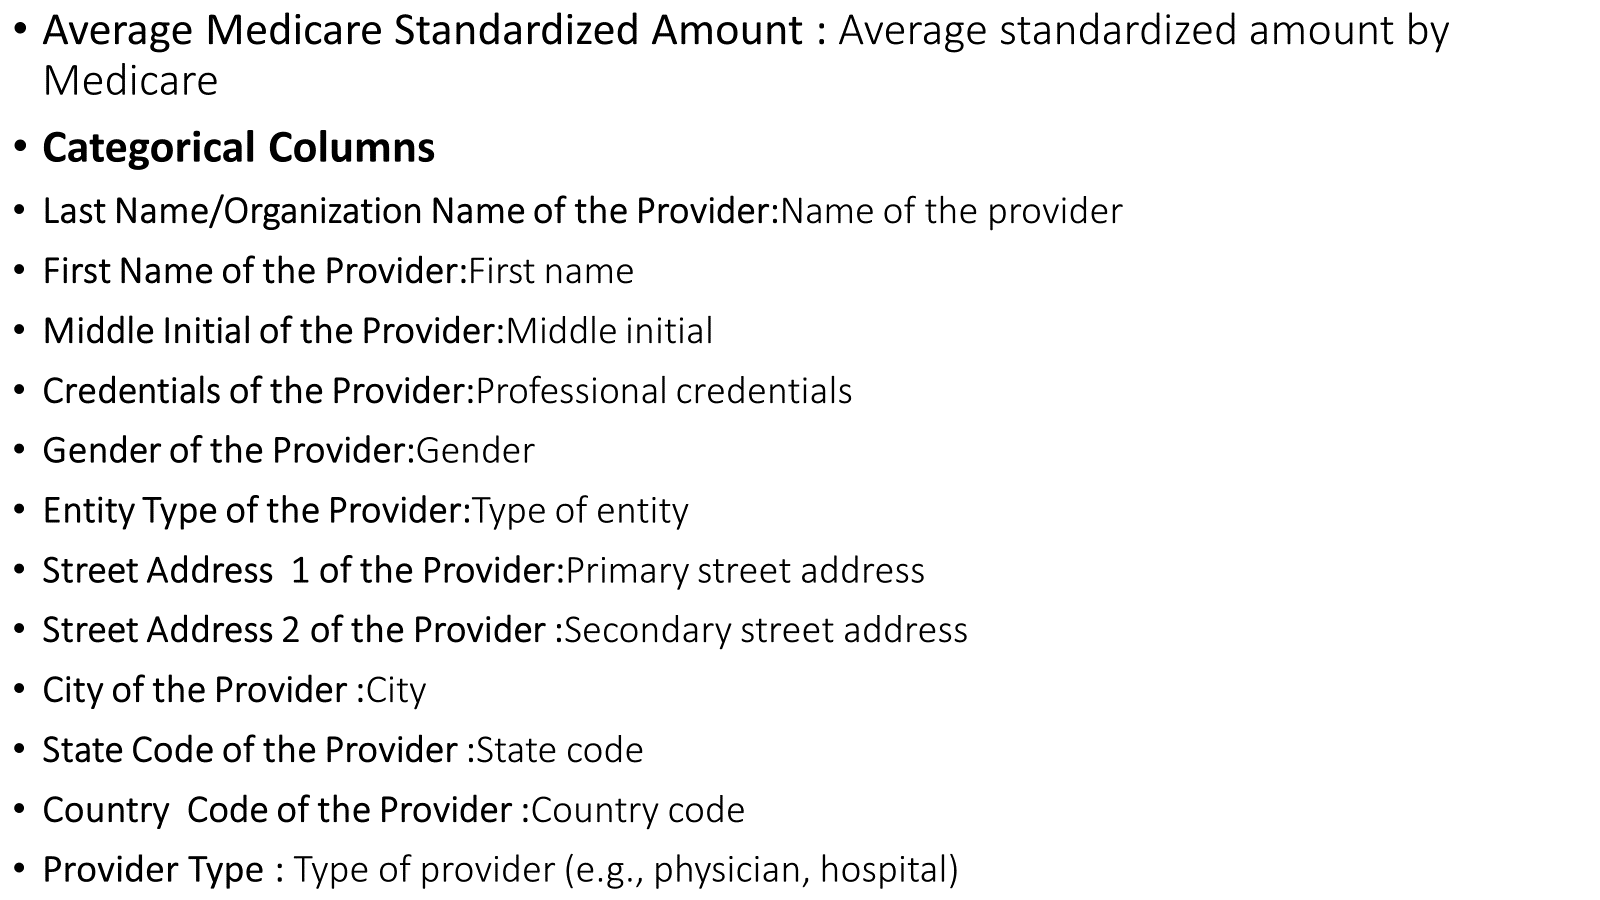 • Average Medicare Standardized Amount : Average standardized amount by
Medicare
• Categorical Columns
• Last Name/Organization Name of the Provider:Name of the provider
• First Name of the Provider:First name
• Middle Initial of the Provider:Middle initial
• Credentials of the Provider:Professional credentials
• Gender of the Provider:Gender
• Entity Type of the Provider:Type of entity
• Street Address  1 of the Provider:Primary street address
• Street Address 2 of the Provider :Secondary street address
• City of the Provider :City
• State Code of the Provider :State code
• Country  Code of the Provider :Country code
• Provider Type : Type of provider (e.g., physician, hospital)